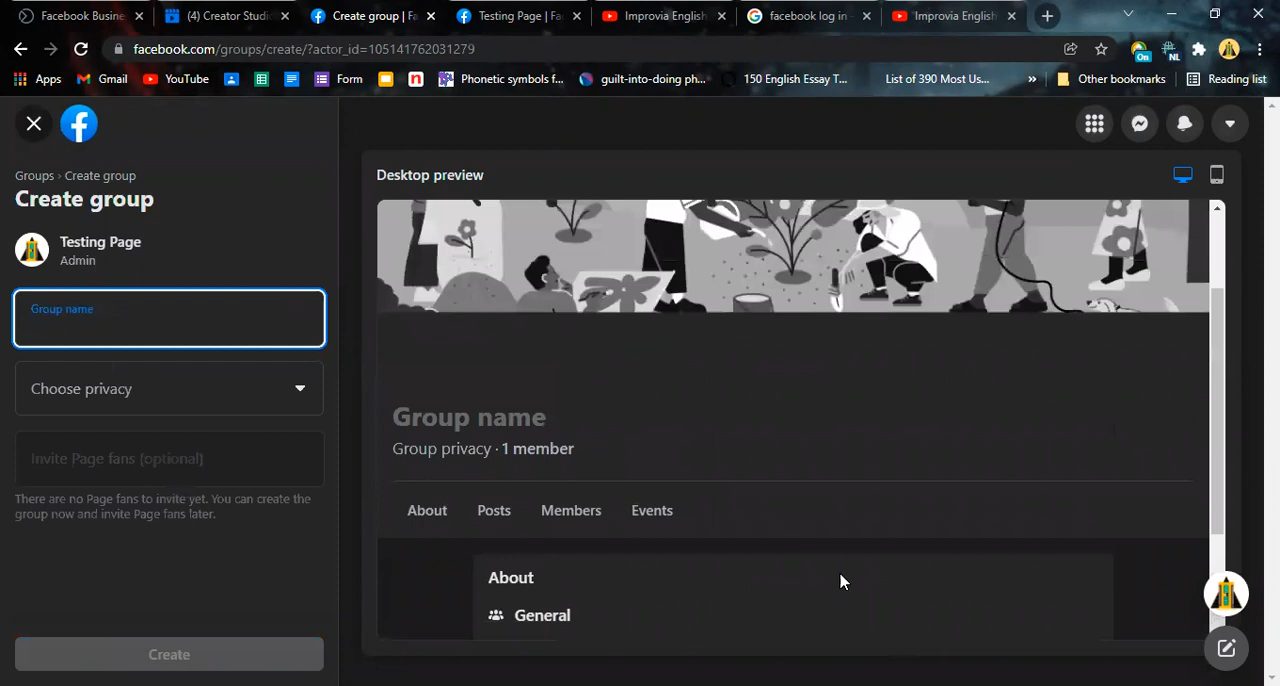 Facebook Busine
(4) Creator Studi
Create group | Fa
Testing Page | Fa
Improvia English
facebook log in -
Improvia English
facebook.com/groups/create/?actor_id=105141762031279
Apps
Gmail
YouTube
Form
Phonetic symbols f...
guilt-into-doing ph...
150 English Essay T...
List of 390 Most Us...
»
Other bookmarks
Reading list
On
NL
Groups › Create group
Create group
Testing Page
Admin
Group name
Choose privacy
Invite Page fans (optional)
There are no Page fans to invite yet. You can create the
group now and invite Page fans later.
Create
Desktop preview
Group name
Group privacy · 1 member
About
Posts
Members
Events
About
General